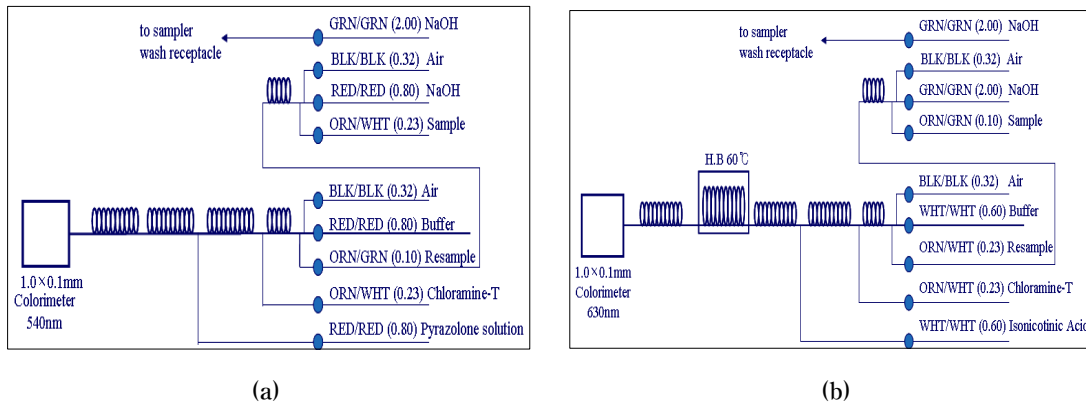 to sampler
wash receptacle
GRN/GRN (2.00) NaOH
BLK/BLK (0.32) Air
RED/RED (0.80) NaOH
ORN/WHT (0.23) Sample
BLK/BLK (0.32) Air
RED/RED (0.80) Buffer
ORN/GRN (0.10) Resample
ORN/WHT (0.23) Chloramine-T
RED/RED (0.80) Pyrazolone solution
1.0×0.1mm
Colorimeter
540nm
(a)
to sampler
wash receptacle
GRN/GRN (2.00) NaOH
BLK/BLK (0.32) Air
GRN/GRN (2.00) NaOH
ORN/GRN (0.10) Sample
H.B 60℃
BLK/BLK (0.32) Air
WHT/WHT (0.60) Buffer
ORN/WHT (0.23) Resample
ORN/WHT (0.23) Chloramine-T
WHT/WHT (0.60) Isonicotinic Acid
1.0×0.1mm
Colorimeter
630nm
(b)